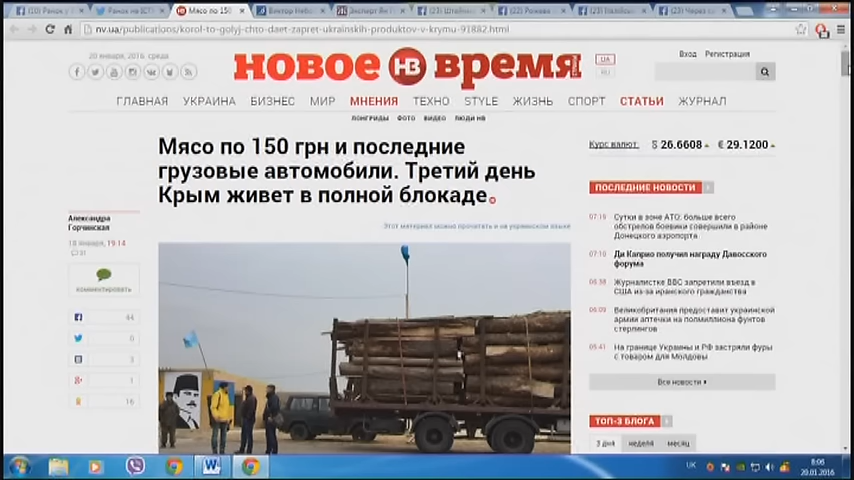 Мясо по 150
nv.ua/publications/korol-to-golyj-chto-daet-zapret-ukrainskih-produktov-v-krymu-91882.html
20 января, 2016, среда
НОВОЕ НВ ВРЕМЯ
UA
RU
Вход Регистрация
ГЛАВНАЯ УКРАИНА БИЗНЕС МИР МНЕНИЯ ТЕХНО STYLE ЖИЗНЬ СПОРТ СТАТЬИ ЖУРНАЛ
ЛОНГРИДЫ ФОТО ВИДЕО ЛЮДИ НВ
Мясо по 150 грн и последние
грузовые автомобили. Третий день
Крым живет в полной блокаде
Курс валют: $ 26.6608 € 29.1200
Этот материал можно прочитать и на украинском языке
Александра
Горчинская
18 января, 19:14
комментировать
44
0
3
1
16
ПОСЛЕДНИЕ НОВОСТИ
07:16 Сутки в зоне АТО: больше всего
обстрелов боевики совершили в районе
Донецкого аэропорта
07:10 Ди Каприо получил награду Давосского
форума
06:38 Журналистке BBC запретили въезд в
США из-за иранского гражданства
06:09 Великобритания предоставит украинской
армии аптечки на полмиллиона фунтов
стерлингов
05:41 На границе Украины и РФ застряли фуры
с товаром для Молдовы
Все новости
ТОП-3 БЛОГА
3 дня неделя месяц
UK
8:06
20.01.2016